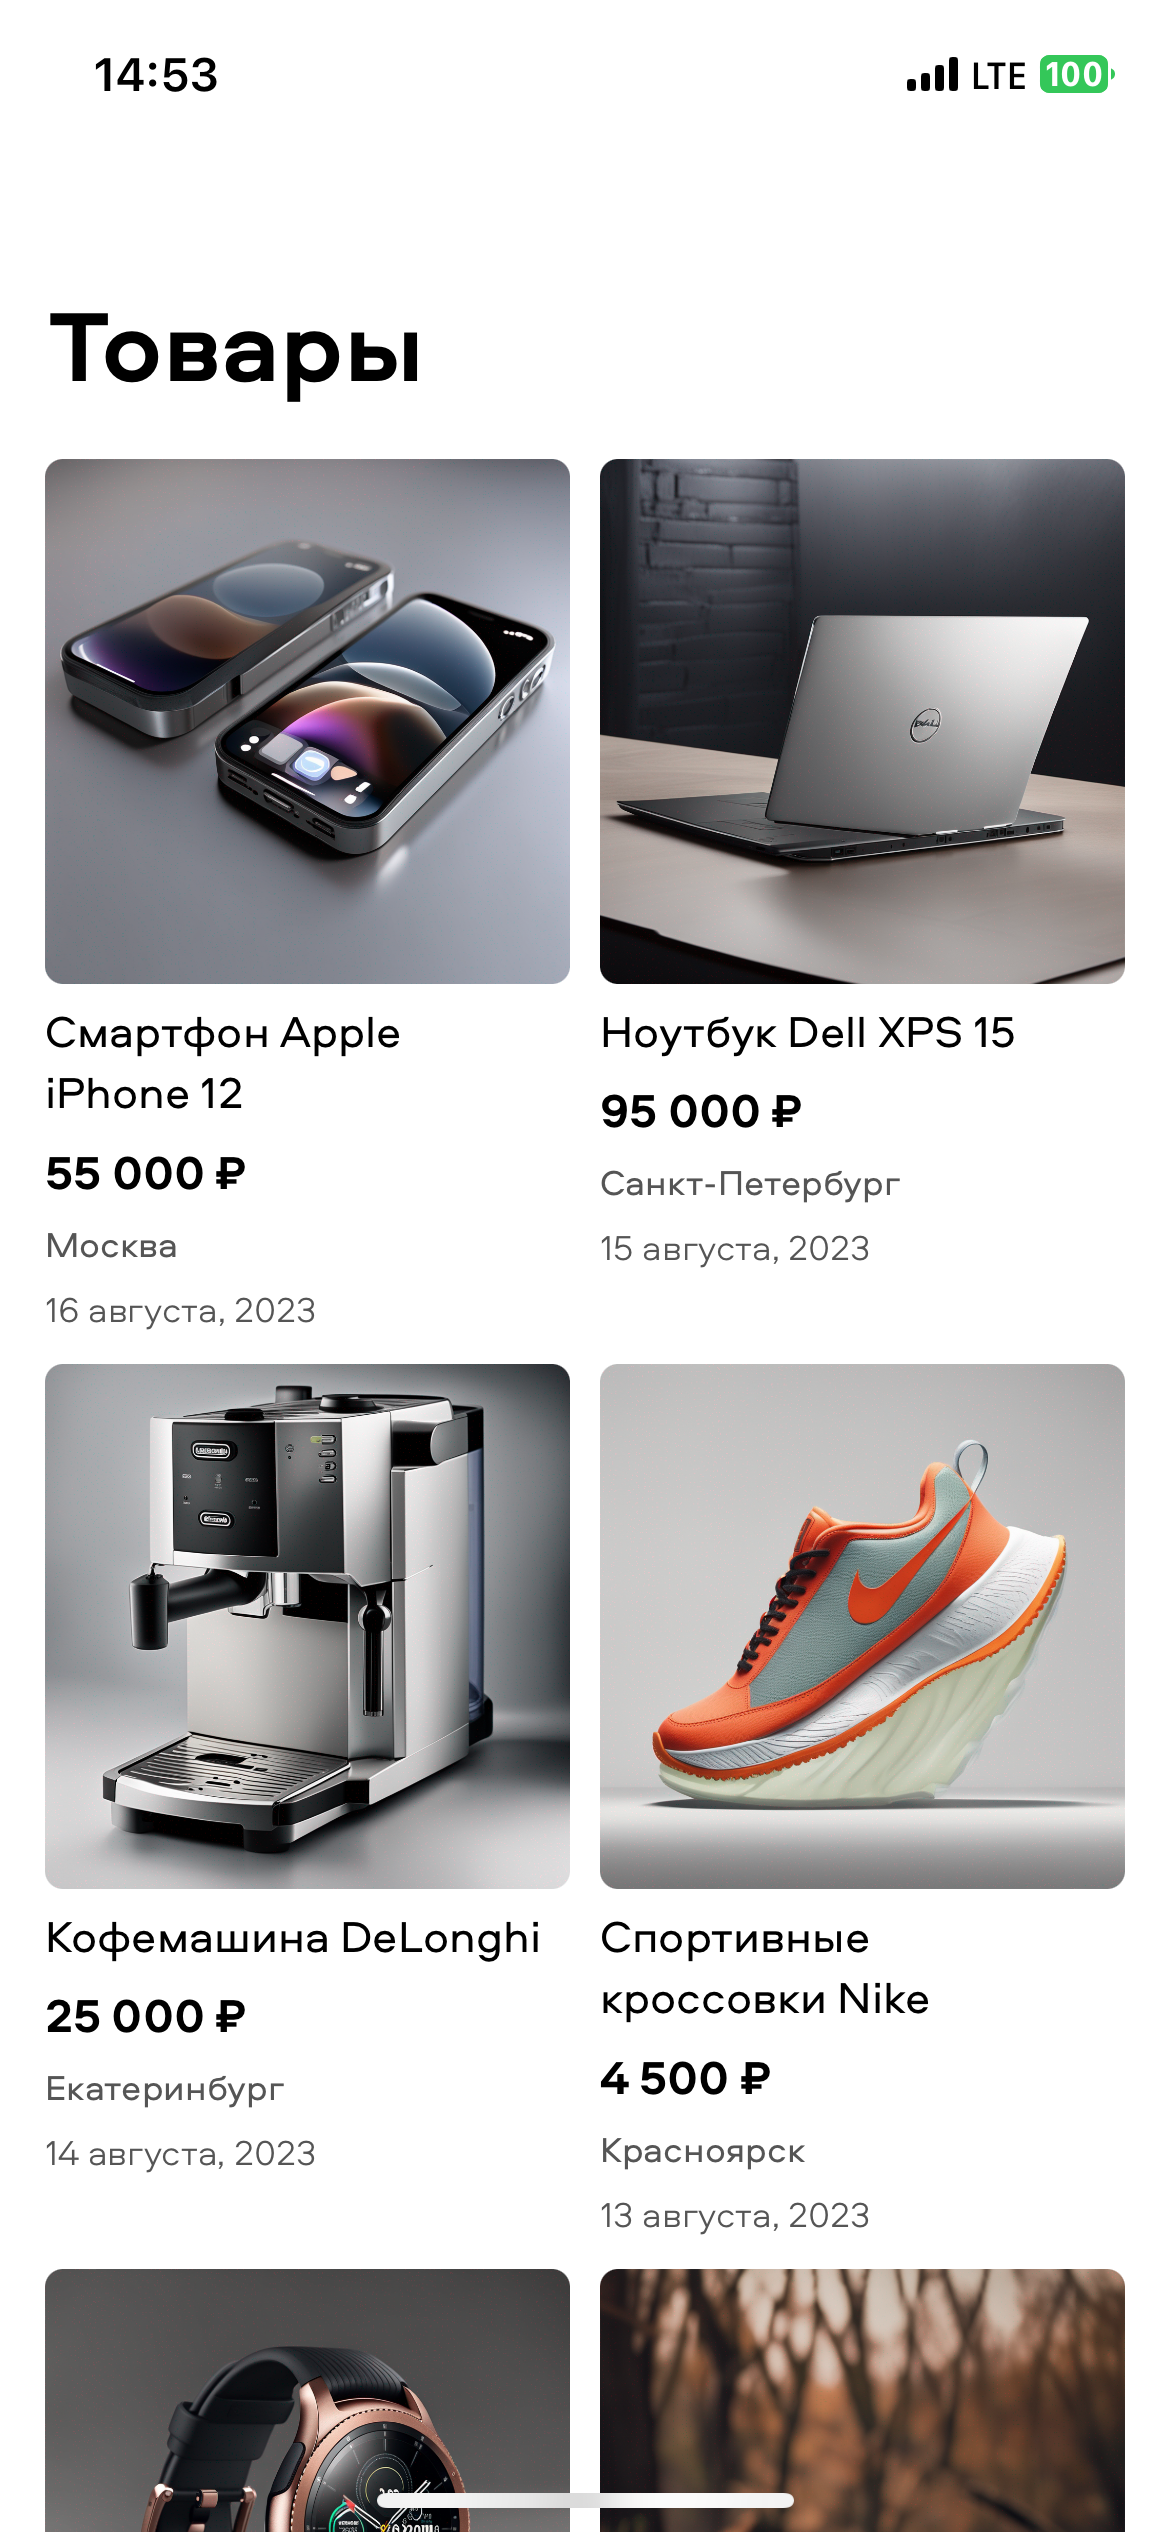 14:53
LTE 100
Товары
Смартфон Apple
iPhone 12
55 000 ₽
Москва
16 августа, 2023
DELL
Ноутбук Dell XPS 15
95 000 ₽
Санкт-Петербург
15 августа, 2023
Кофемашина DeLonghi
25 000 ₽
Екатеринбург
14 августа, 2023
Спортивные
кроссовки Nike
4 500 ₽
Красноярск
13 августа, 2023